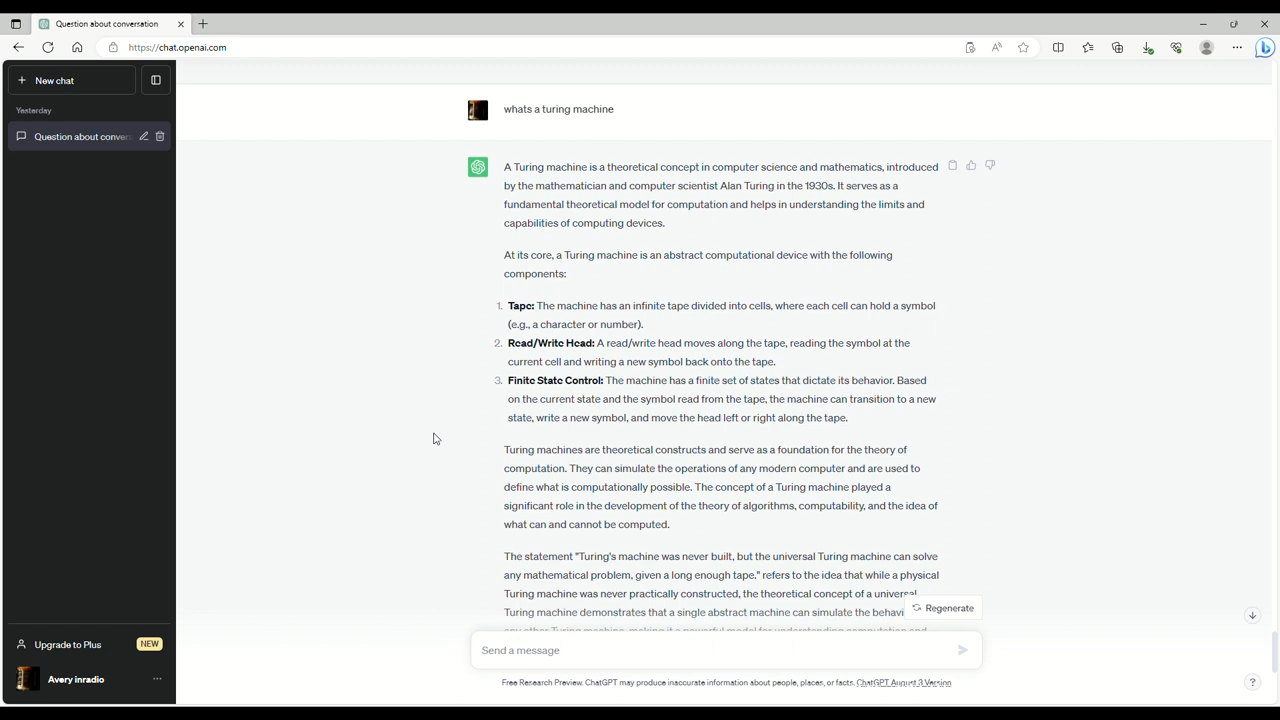 Question about conversation
https://chat.openai.com
New chat
Yesterday
Question about conver
whats a turing machine
A Turing machine is a theoretical concept in computer science and mathematics, introduced
by the mathematician and computer scientist Alan Turing in the 1930s. It serves as a
fundamental theoretical model for computation and helps in understanding the limits and
capabilities of computing devices.
At its core, a Turing machine is an abstract computational device with the following
components:
1. Tape: The machine has an infinite tape divided into cells, where each cell can hold a symbol
(e.g., a character or number).
2. Read/Write Head: A read/write head moves along the tape, reading the symbol at the
current cell and writing a new symbol back onto the tape.
3. Finite State Control: The machine has a finite set of states that dictate its behavior. Based
on the current state and the symbol read from the tape, the machine can transition to a new
state, write a new symbol, and move the head left or right along the tape.
Turing machines are theoretical constructs and serve as a foundation for the theory of
computation. They can simulate the operations of any modern computer and are used to
define what is computationally possible. The concept of a Turing machine played a
significant role in the development of the theory of algorithms, computability, and the idea of
what can and cannot be computed.
The statement "Turing's machine was never built, but the universal Turing machine can solve
any mathematical problem, given a long enough tape." refers to the idea that while a physical
Turing machine was never practically constructed, the theoretical concept of a universal
Turing machine demonstrates that a single abstract machine can simulate the behavi
any other Turing machine, making it a powerful model for understanding computation and
Regenerate
Upgrade to Plus
NEW
Send a message
Avery inradio
Free Research Preview. ChatGPT may produce inaccurate information about people, places, or facts. ChatGPT August 3 Version
?